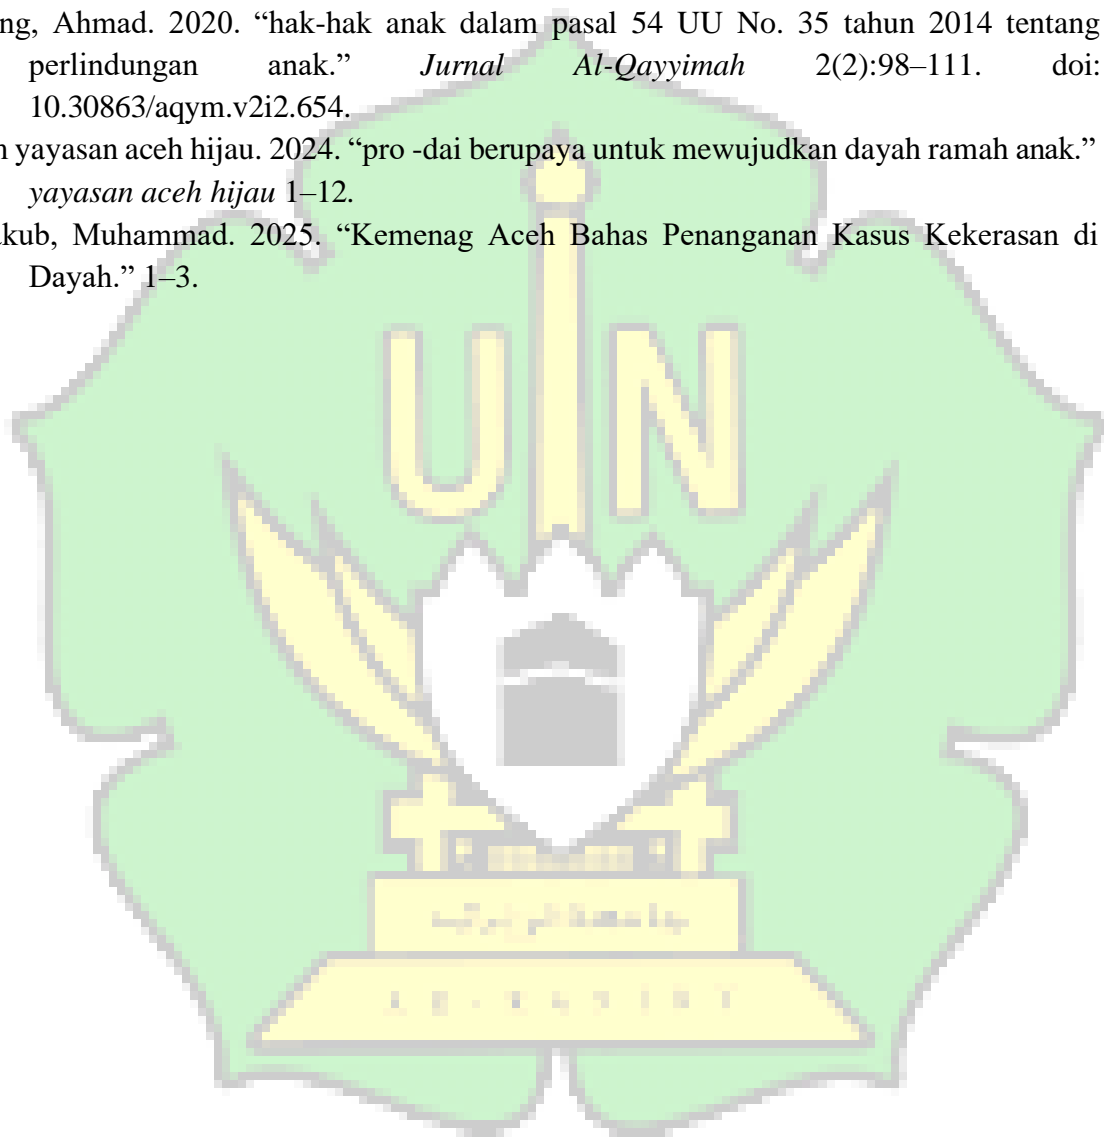 ng, Ahmad. 2020. “hak-hak anak dalam pasal 54 UU No. 35 tahun 2014 tentang
perlindungan anak.” Jurnal Al-Qayyimah 2(2):98–111. doi:
10.30863/aqym.v2i2.654.
n yayasan aceh hijau. 2024. “pro -dai berupaya untuk mewujudkan dayah ramah anak.”
yayasan aceh hijau 1–12.
akub, Muhammad. 2025. “Kemenag Aceh Bahas Penanganan Kasus Kekerasan di
Dayah.” 1–3.
UIN